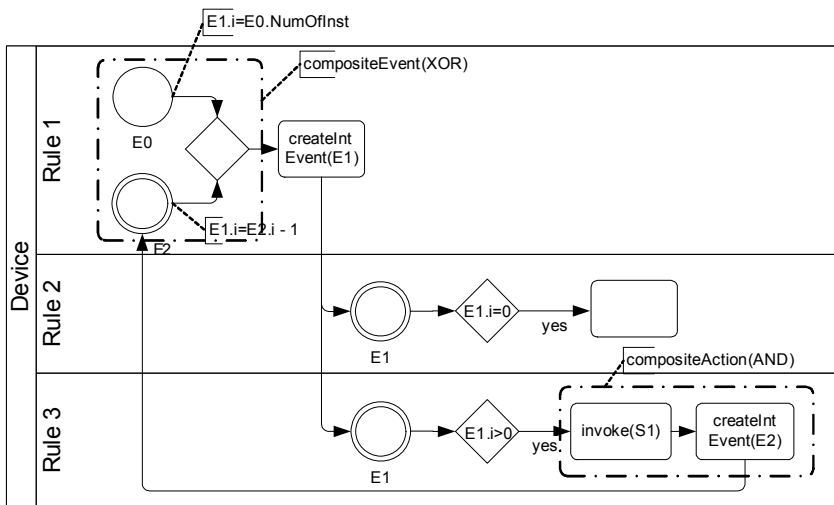 E1.i=E0.NumOfInst
compositeEvent(XOR)
Device
Rule 1
E0
createInt
Event(E1)
E1.i=E2.i - 1
E2
Rule 2
E1.i=0
yes
E1
compositeAction(AND)
Rule 3
E1.i>0
yes
invoke(S1)
createInt
Event(E2)
E1